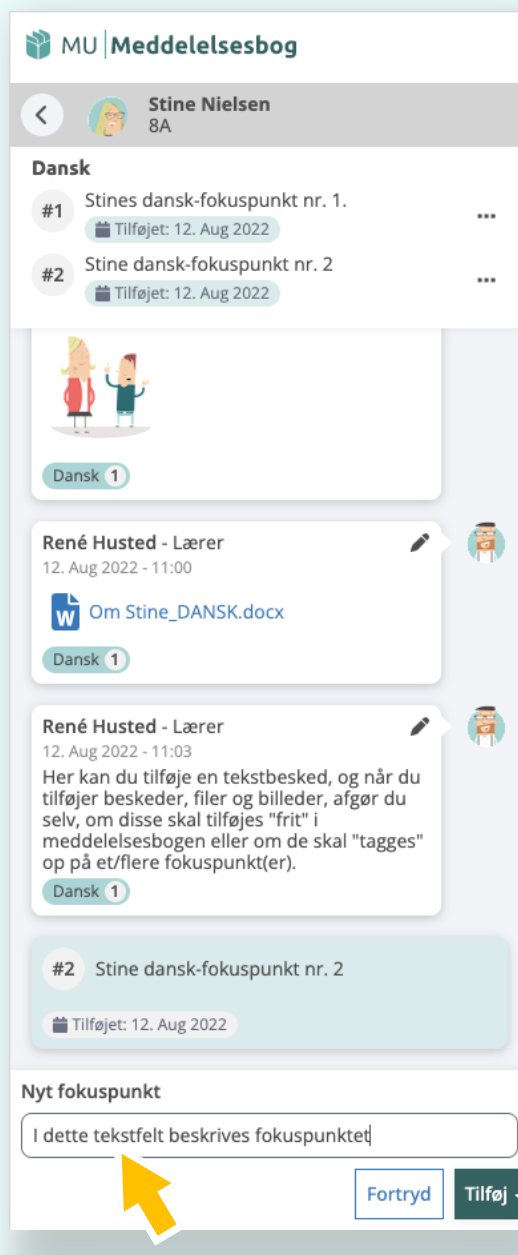 MU Meddelelsesbog
Stine Nielsen
8A
Dansk
#1 Stines dansk-fokuspunkt nr. 1.
Tilføjet: 12. Aug 2022
#2 Stine dansk-fokuspunkt nr. 2
Tilføjet: 12. Aug 2022
Dansk 1
René Husted - Lærer
12. Aug 2022 - 11:00
W Om Stine_DANSK.docx
Dansk 1
René Husted - Lærer
12. Aug 2022 - 11:03
Her kan du tilføje en tekstbesked, og når du
tilføjer beskeder, filer og billeder, afgør du
selv, om disse skal tilføjes "frit" i
meddelelsesbogen eller om de skal "tagges"
op på et/flere fokuspunkt(er).
Dansk 1
#2 Stine dansk-fokuspunkt nr. 2
Tilføjet: 12. Aug 2022
Nyt fokuspunkt
I dette tekstfelt beskrives fokuspunktet
Fortryd Tilføj